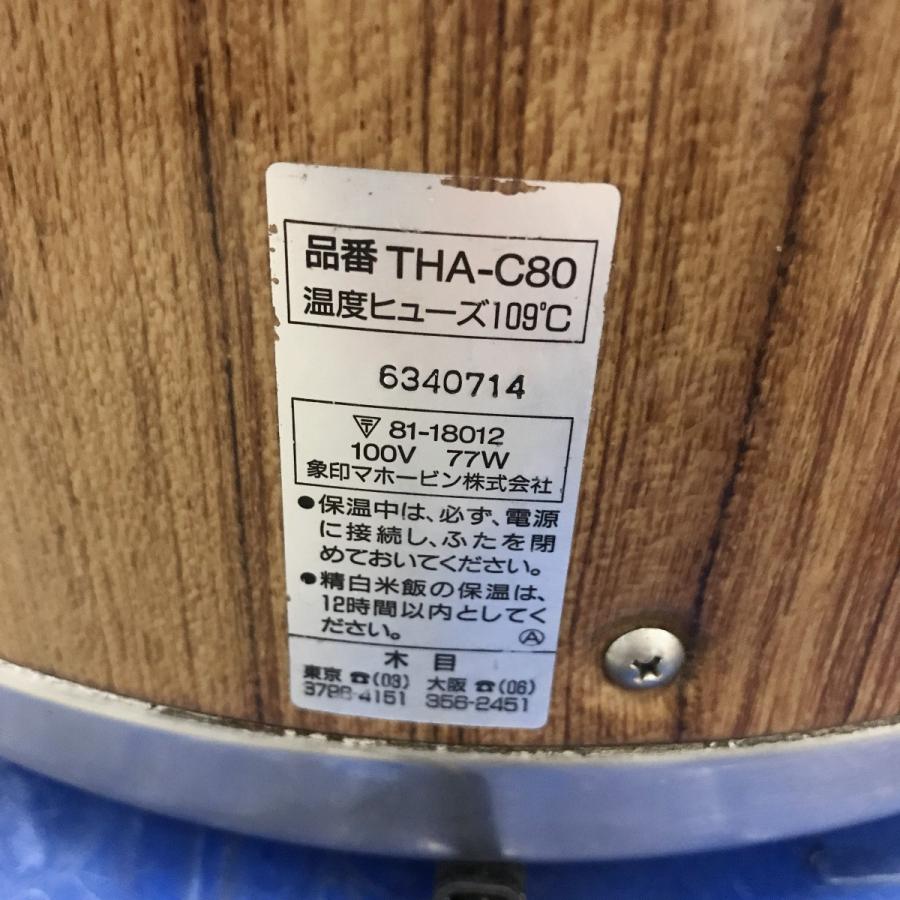 品番 THA-C80
温度ヒューズ109℃
6340714
〒 81-18012
100V 77W
象印マホービン株式会社
●保温中は、必ず、電源
に接続し、ふたを閉
めておいてください。
●精白米飯の保温は、
12時間以内としてく
ださい。 Ⓐ
木目
東京 ☎(03) 大阪 ☎(06)
3798-4151 356-2451